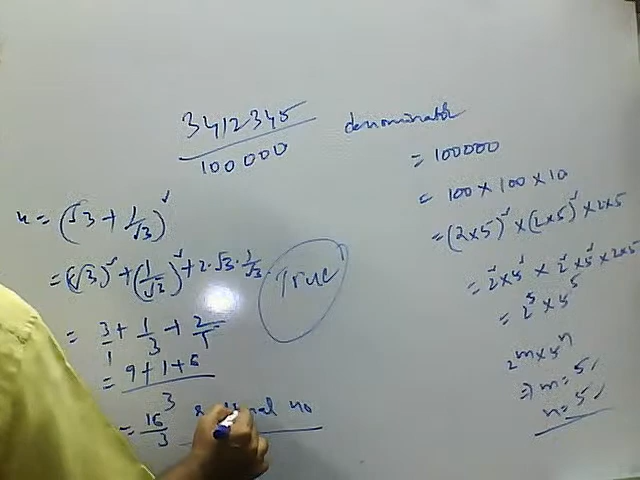 3412345
100000
denominator
= 100000
= 100 × 100 × 10
= (2×5)² × (2×5)² × 2×5
= 2² × 5² × 2² × 5² × 2×5
= 2⁵ × 5⁵
2ᵐ × 5ⁿ
⇒ m = 5,
n = 5,
x = (√3 + 1/√3)²
= (√3)² + (1/√3)² + 2·√3·1/√3
True
= 3/1 + 1/3 + 2/1
= 9 + 1 + 6
3
= 16/3 no